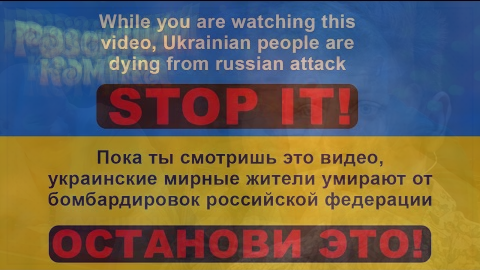 While you are watching this
video, Ukrainian people are
dying from russian attack
STOP IT!
Пока ты смотришь это видео,
украинские мирные жители умирают от
бомбардировок российской федерации
ОСТАНОВИ ЭТО!